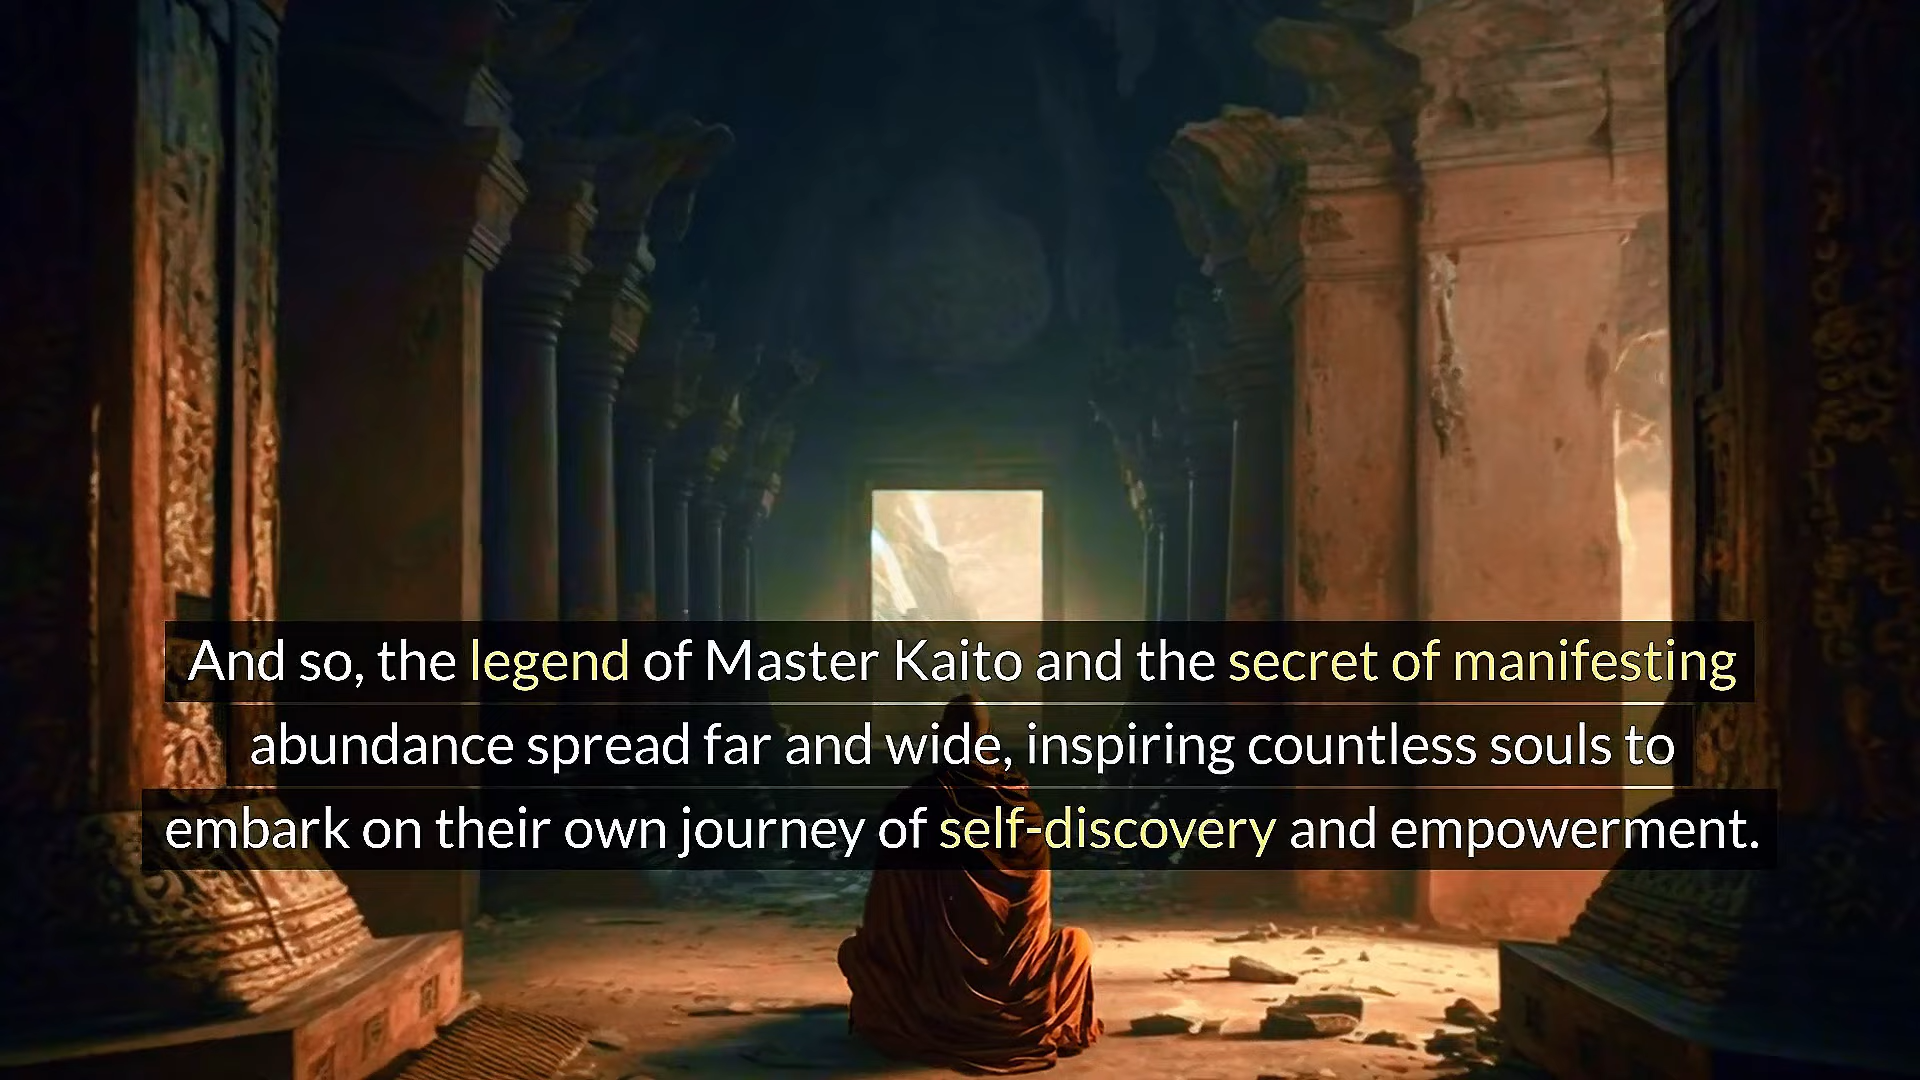 And so, the legend of Master Kaito and the secret of manifesting
abundance spread far and wide, inspiring countless souls to
embark on their own journey of self-discovery and empowerment.